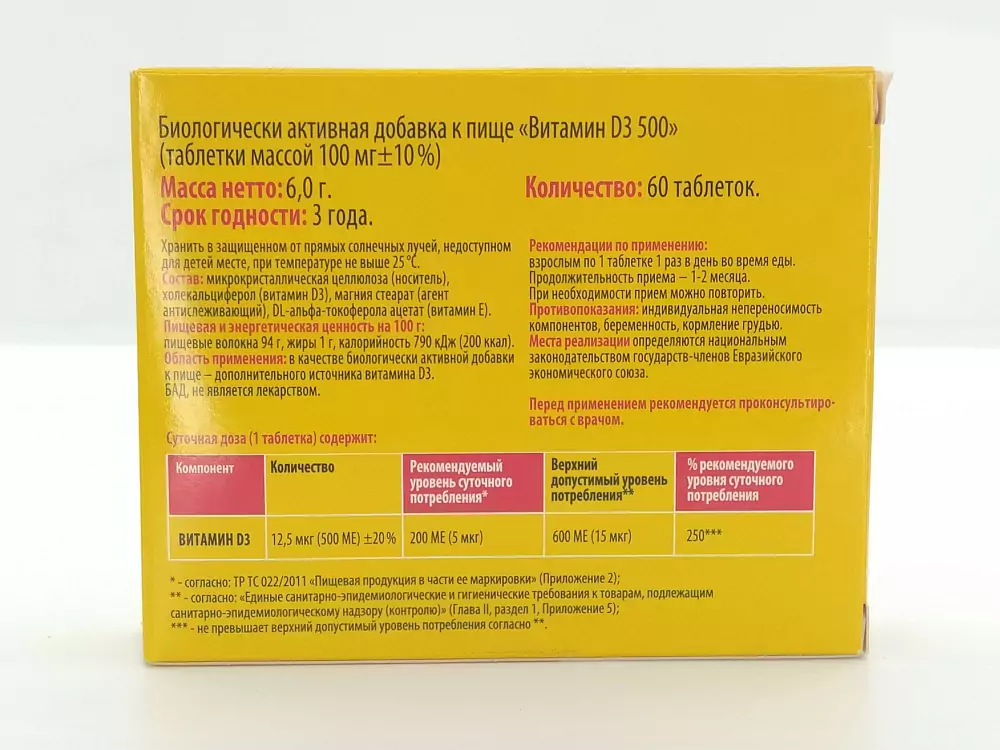 Биологически активная добавка к пище «Витамин D3 500»
(таблетки массой 100 мг±10 %)
Масса нетто: 6,0 г.
Срок годности: 3 года.
Количество: 60 таблеток.
Хранить в защищенном от прямых солнечных лучей, недоступном
для детей месте, при температуре не выше 25 °С.
Состав: микрокристаллическая целлюлоза (носитель),
холекальциферол (витамин D3), магния стеарат (агент
антислеживающий), DL-альфа-токоферола ацетат (витамин Е).
Пищевая и энергетическая ценность на 100 г:
пищевые волокна 94 г, жиры 1 г, калорийность 790 кДж (200 ккал).
Область применения: в качестве биологически активной добавки
к пище – дополнительного источника витамина D3.
БАД, не является лекарством.
Рекомендации по применению:
взрослым по 1 таблетке 1 раз в день во время еды.
Продолжительность приема – 1-2 месяца.
При необходимости прием можно повторить.
Противопоказания: индивидуальная непереносимость
компонентов, беременность, кормление грудью.
Места реализации определяются национальным
законодательством государств-членов Евразийского
экономического союза.
Перед применением рекомендуется проконсультиро-
ваться с врачом.
Суточная доза (1 таблетка) содержит:
Компонент
Количество
Рекомендуемый
уровень суточного
потребления*
Верхний
допустимый уровень
потребления**
% рекомендуемого
уровня суточного
потребления
ВИТАМИН D3
12,5 мкг (500 МЕ) ±20 %
200 МЕ (5 мкг)
600 МЕ (15 мкг)
250***
* - согласно: ТР ТС 022/2011 «Пищевая продукция в части ее маркировки» (Приложение 2);
** - согласно: «Единые санитарно-эпидемиологические и гигиенические требования к товарам, подлежащим
санитарно-эпидемиологическому надзору (контролю)» (Глава II, раздел 1, Приложение 5);
*** - не превышает верхний допустимый уровень потребления согласно **.